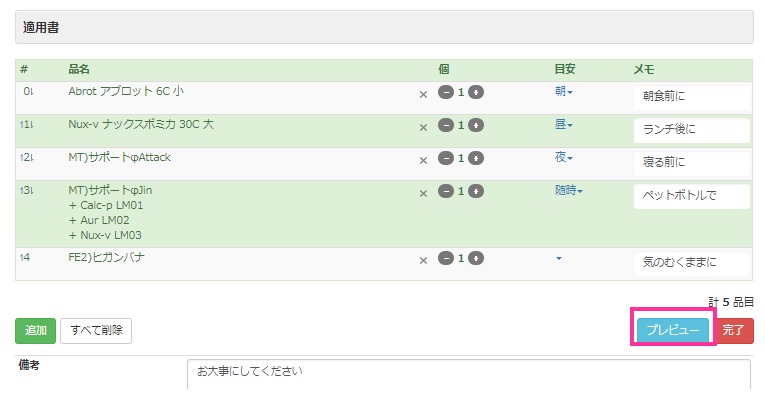 適用書
# 品名 個 目安 メモ
0↓ Abrot アブロット 6C 小 × − 1 + 朝 朝食前に
↑1↓ Nux-v ナックスボミカ 30C 大 × − 1 + 昼 ランチ後に
↑2↓ MT)サポートφAttack × − 1 + 夜 寝る前に
↑3↓ MT)サポートφJin × − 1 + 随時 ペットボトルで
+ Calc-p LM01
+ Aur LM02
+ Nux-v LM03
↑4 FE2)ヒガンバナ × − 1 + 気のむくままに
計 5 品目
追加 すべて削除 プレビュー 完了
備考 お大事にしてください